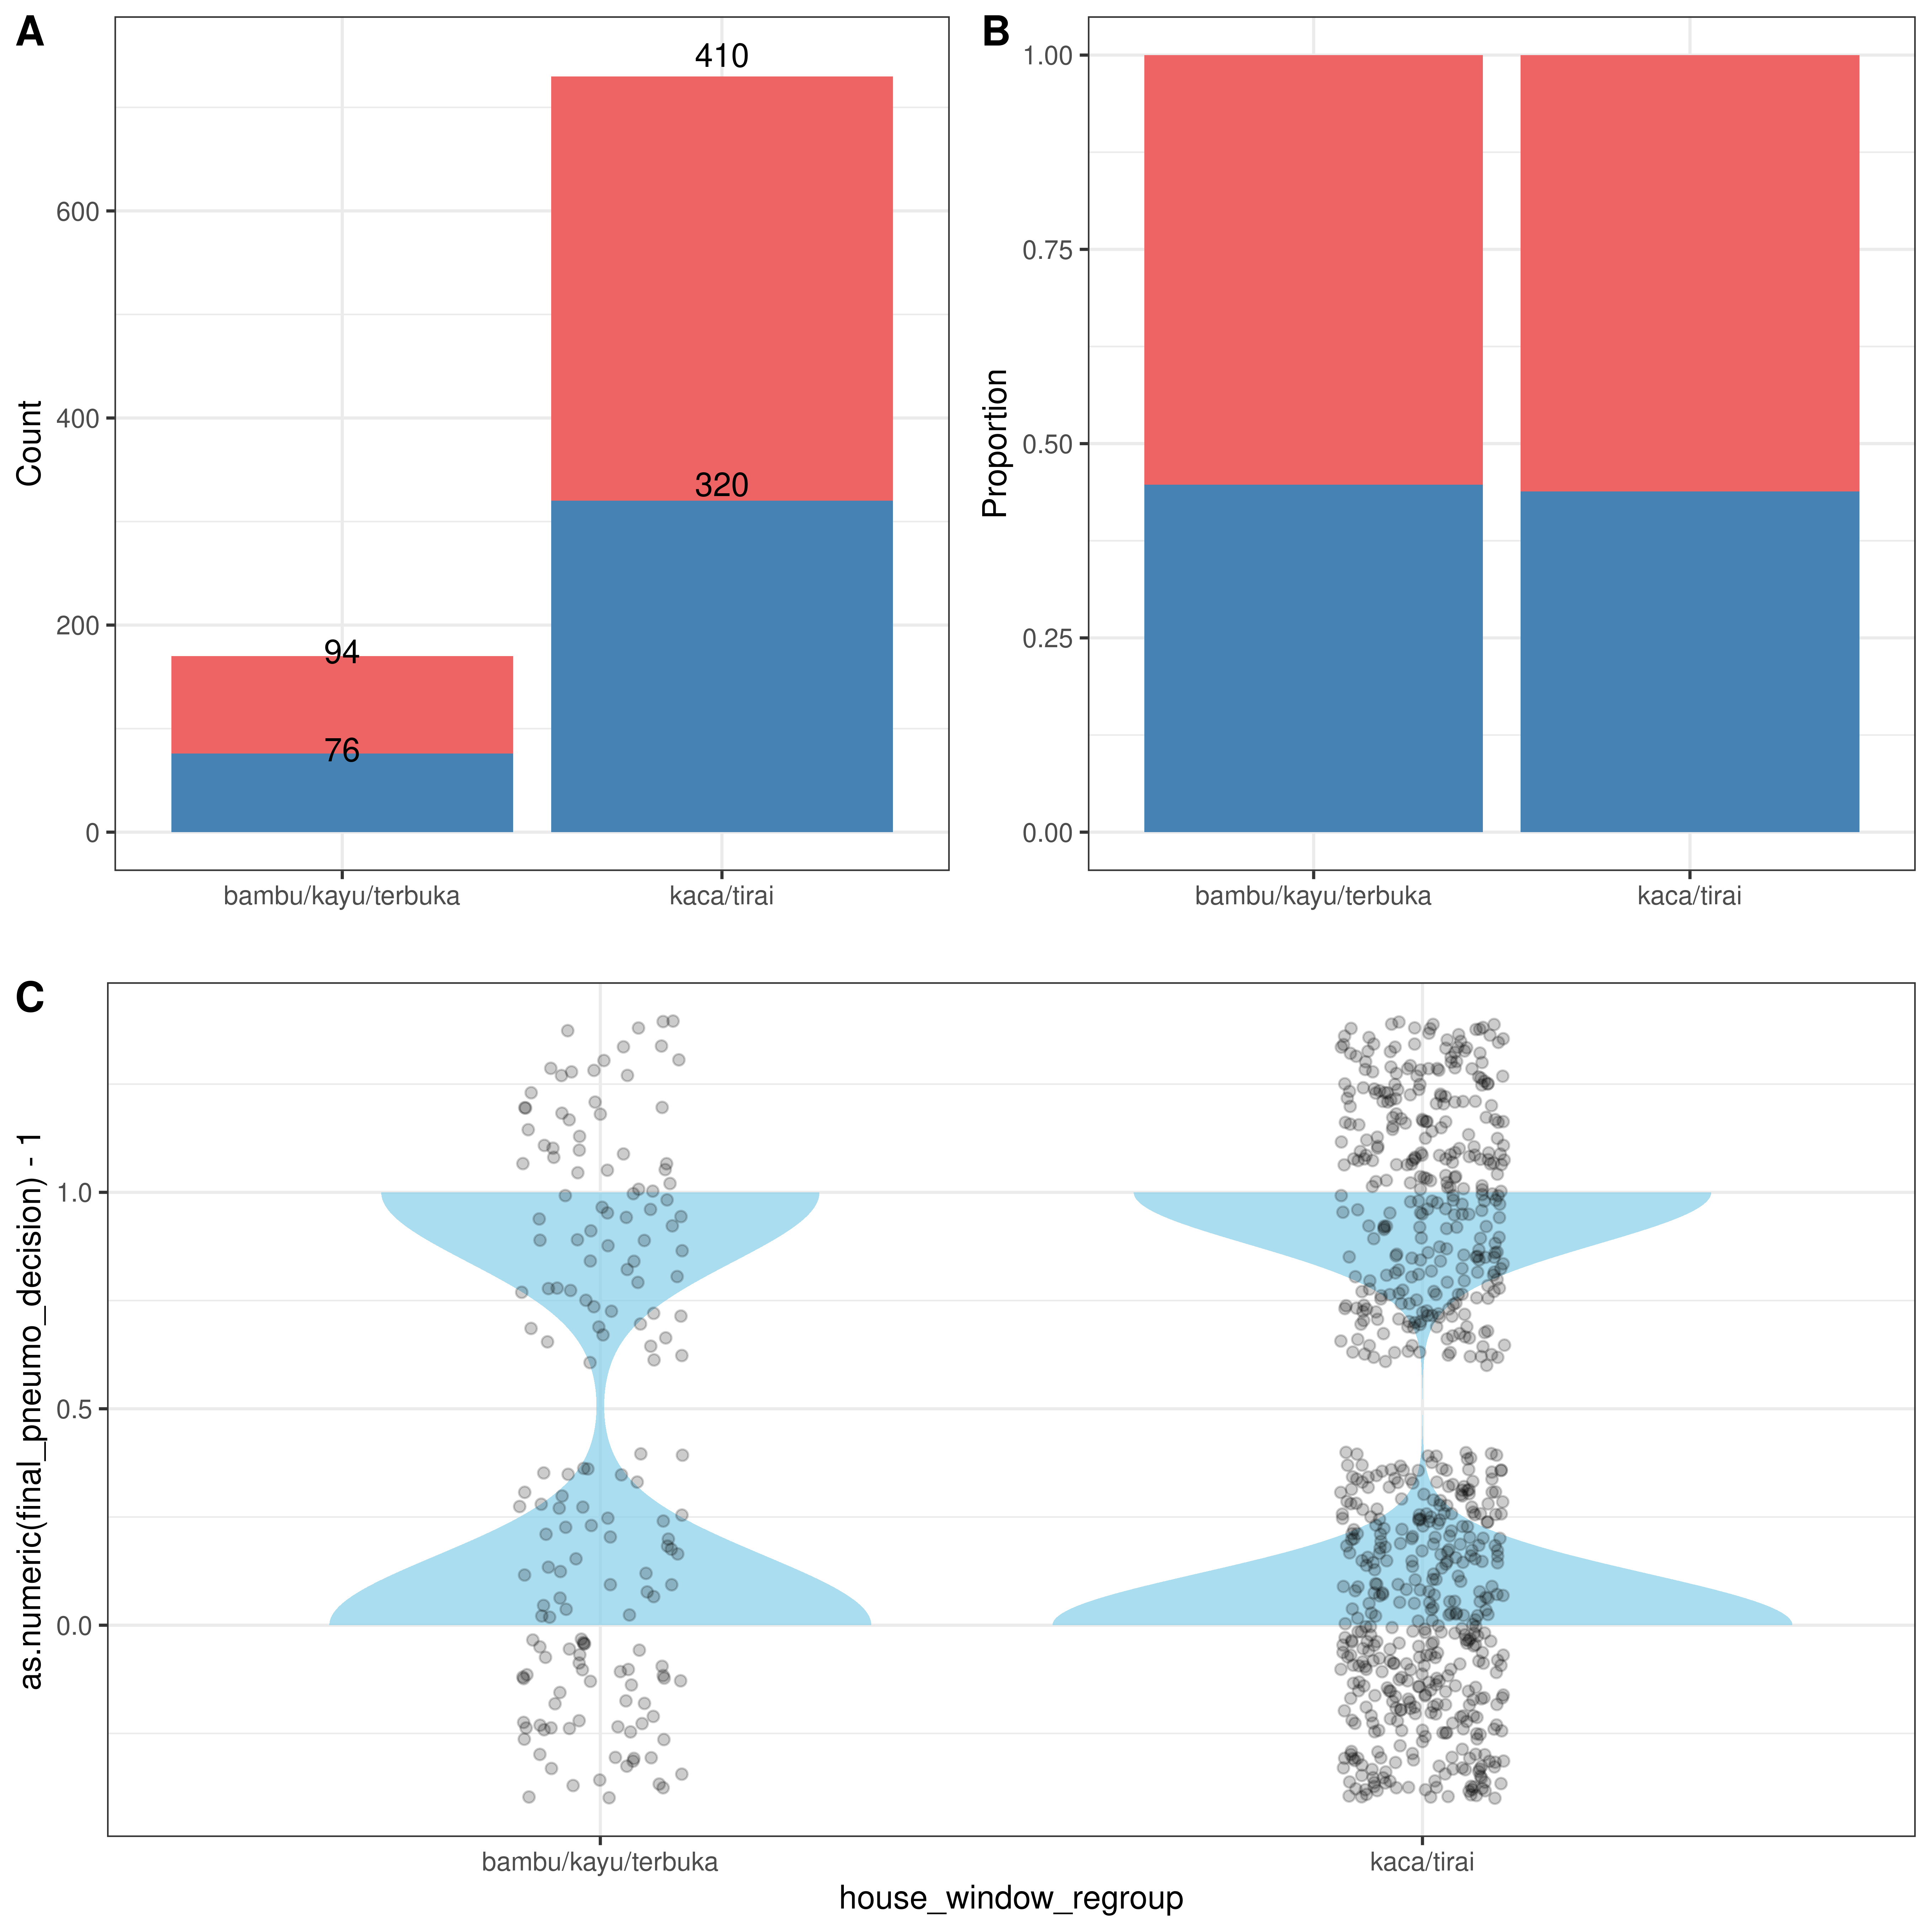 A
Count
600
400
200
0
410
320
94
76
bambu/kayu/terbuka
kaca/tirai
B
Proportion
1.00
0.75
0.50
0.25
0.00
bambu/kayu/terbuka
kaca/tirai
C
as.numeric(final_pneumo_decision) - 1
1.0
0.5
0.0
bambu/kayu/terbuka
kaca/tirai
house_window_regroup